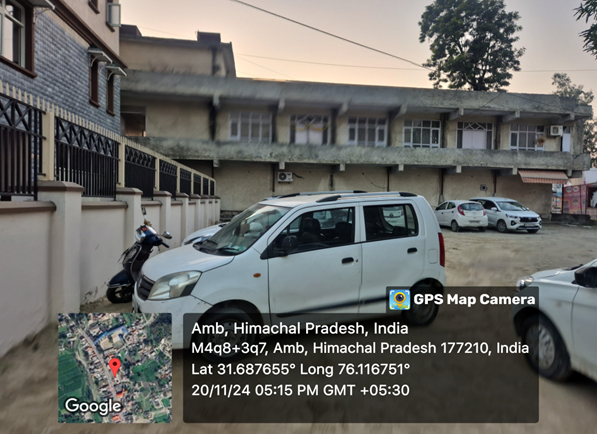 GPS Map Camera
Amb, Himachal Pradesh, India
M4q8+3q7, Amb, Himachal Pradesh 177210, India
Lat 31.687655° Long 76.116751°
20/11/24 05:15 PM GMT +05:30
Google